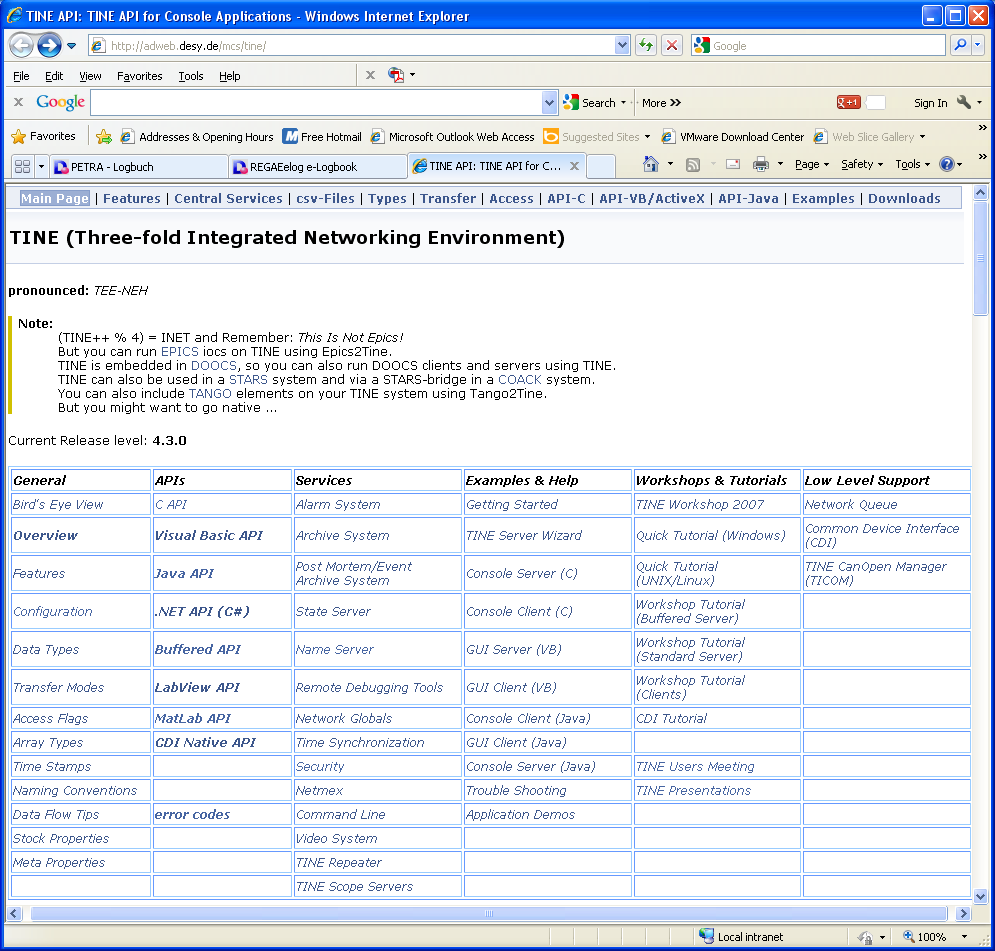 TINE API: TINE API for Console Applications - Windows Internet Explorer
http://adweb.desy.de/mcs/tine/
Google
File Edit View Favorites Tools Help
Google Search More >> +1 Sign In
Favorites Addresses & Opening Hours Free Hotmail Microsoft Outlook Web Access Suggested Sites VMware Download Center Web Slice Gallery
PETRA - Logbuch REGAEelog e-Logbook TINE API: TINE API for C... Page Safety Tools
Main Page | Features | Central Services | csv-Files | Types | Transfer | Access | API-C | API-VB/ActiveX | API-Java | Examples | Downloads
TINE (Three-fold Integrated Networking Environment)
pronounced: TEE-NEH
Note:
(TINE++ % 4) = INET and Remember: This Is Not Epics!
But you can run EPICS iocs on TINE using Epics2Tine.
TINE is embedded in DOOCS, so you can also run DOOCS clients and servers using TINE.
TINE can also be used in a STARS system and via a STARS-bridge in a COACK system.
You can also include TANGO elements on your TINE system using Tango2Tine.
But you might want to go native ...
Current Release level: 4.3.0
General APIs Services Examples & Help Workshops & Tutorials Low Level Support
Bird's Eye View C API Alarm System Getting Started TINE Workshop 2007 Network Queue
Overview Visual Basic API Archive System TINE Server Wizard Quick Tutorial (Windows) Common Device Interface
(CDI)
Features Java API Post Mortem/Event
Archive System Console Server (C) Quick Tutorial
(UNIX/Linux) TINE CanOpen Manager
(TICOM)
Configuration .NET API (C#) State Server Console Client (C) Workshop Tutorial
(Buffered Server)
Data Types Buffered API Name Server GUI Server (VB) Workshop Tutorial
(Standard Server)
Transfer Modes LabView API Remote Debugging Tools GUI Client (VB) Workshop Tutorial
(Clients)
Access Flags MatLab API Network Globals Console Client (Java) CDI Tutorial
Array Types CDI Native API Time Synchronization GUI Client (Java)
Time Stamps Security Console Server (Java) TINE Users Meeting
Naming Conventions Netmex Trouble Shooting TINE Presentations
Data Flow Tips error codes Command Line Application Demos
Stock Properties Video System
Meta Properties TINE Repeater
TINE Scope Servers
Local intranet 100%